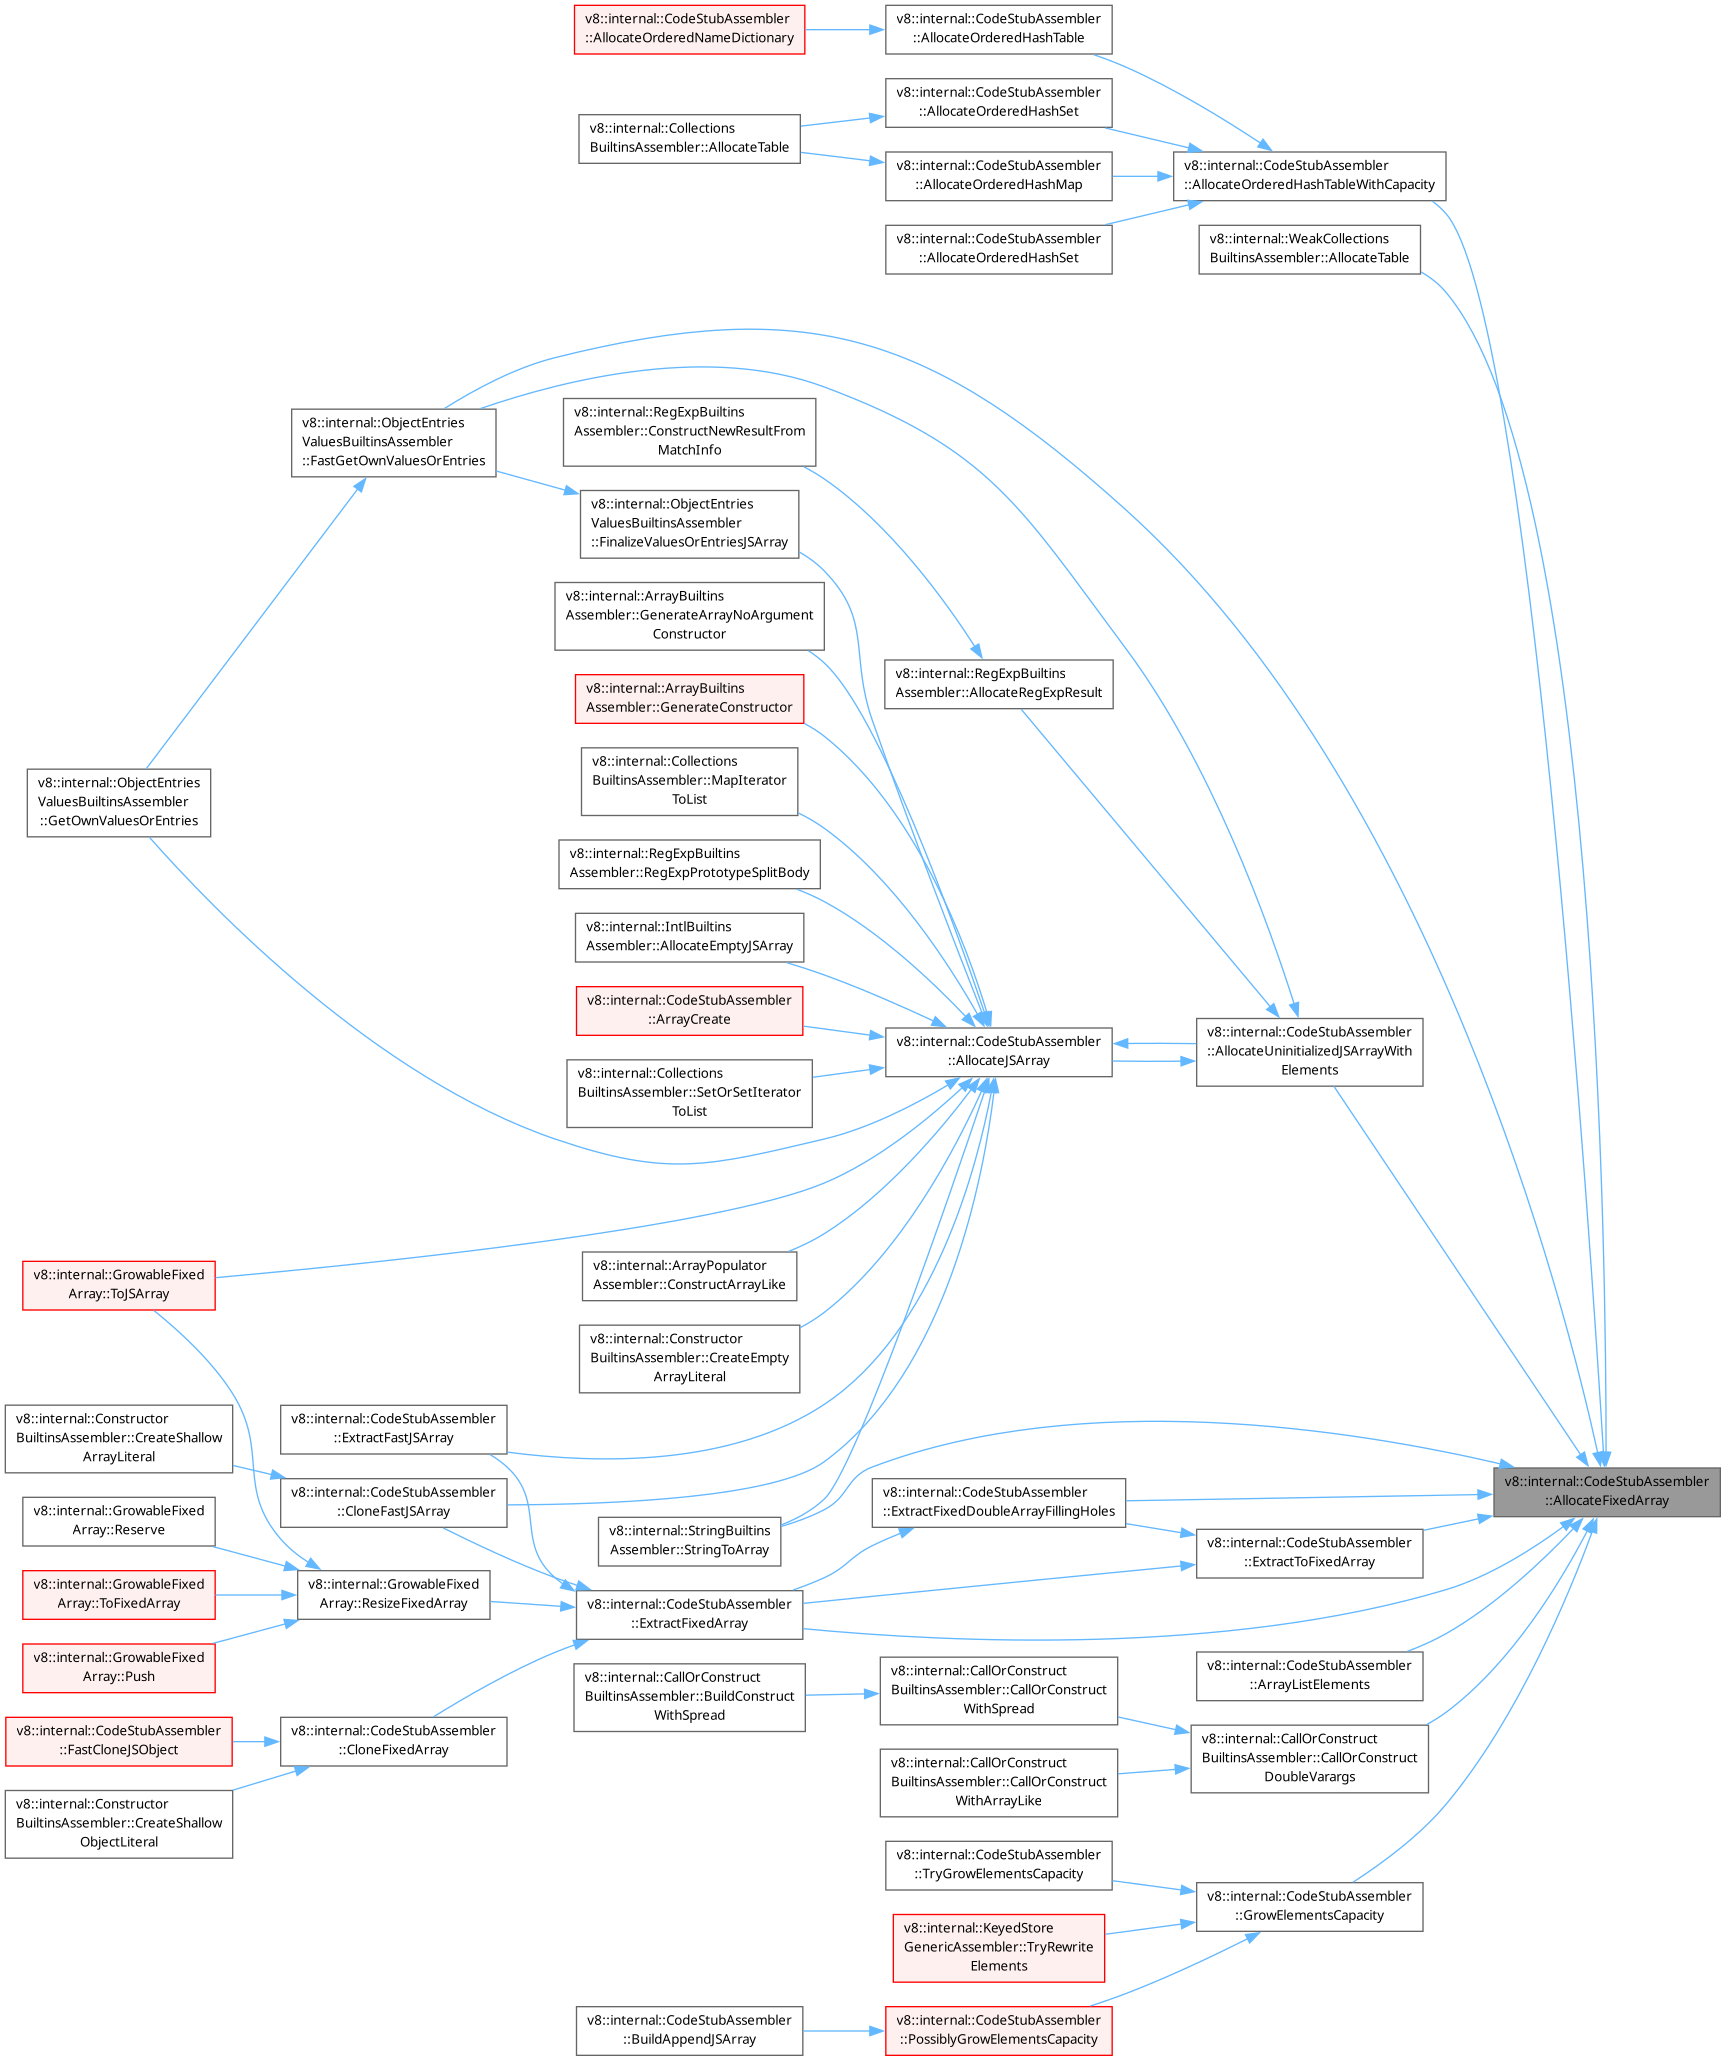 v8::internal::CodeStubAssembler
::AllocateOrderedNameDictionary
v8::internal::CodeStubAssembler
::AllocateOrderedHashTable
v8::internal::CodeStubAssembler
::AllocateOrderedHashSet
v8::internal::Collections
BuiltinsAssembler::AllocateTable
v8::internal::CodeStubAssembler
::AllocateOrderedHashMap
v8::internal::CodeStubAssembler
::AllocateOrderedHashTableWithCapacity
v8::internal::CodeStubAssembler
::AllocateOrderedHashSet
v8::internal::WeakCollections
BuiltinsAssembler::AllocateTable
v8::internal::ObjectEntries
ValuesBuiltinsAssembler
::FastGetOwnValuesOrEntries
v8::internal::RegExpBuiltins
Assembler::ConstructNewResultFrom
MatchInfo
v8::internal::ObjectEntries
ValuesBuiltinsAssembler
::FinalizeValuesOrEntriesJSArray
v8::internal::ArrayBuiltins
Assembler::GenerateArrayNoArgument
Constructor
v8::internal::RegExpBuiltins
Assembler::AllocateRegExpResult
v8::internal::ArrayBuiltins
Assembler::GenerateConstructor
v8::internal::Collections
BuiltinsAssembler::MapIterator
ToList
v8::internal::ObjectEntries
ValuesBuiltinsAssembler
::GetOwnValuesOrEntries
v8::internal::RegExpBuiltins
Assembler::RegExpPrototypeSplitBody
v8::internal::IntlBuiltins
Assembler::AllocateEmptyJSArray
v8::internal::CodeStubAssembler
::ArrayCreate
v8::internal::CodeStubAssembler
::AllocateJSArray
v8::internal::CodeStubAssembler
::AllocateUninitializedJSArrayWith
Elements
v8::internal::Collections
BuiltinsAssembler::SetOrSetIterator
ToList
v8::internal::GrowableFixed
Array::ToJSArray
v8::internal::ArrayPopulator
Assembler::ConstructArrayLike
v8::internal::Constructor
BuiltinsAssembler::CreateEmpty
ArrayLiteral
v8::internal::Constructor
BuiltinsAssembler::CreateShallow
ArrayLiteral
v8::internal::CodeStubAssembler
::ExtractFastJSArray
v8::internal::CodeStubAssembler
::CloneFastJSArray
v8::internal::CodeStubAssembler
::ExtractFixedDoubleArrayFillingHoles
v8::internal::CodeStubAssembler
::AllocateFixedArray
v8::internal::GrowableFixed
Array::Reserve
v8::internal::StringBuiltins
Assembler::StringToArray
v8::internal::CodeStubAssembler
::ExtractToFixedArray
v8::internal::GrowableFixed
Array::ToFixedArray
v8::internal::GrowableFixed
Array::ResizeFixedArray
v8::internal::CodeStubAssembler
::ExtractFixedArray
v8::internal::GrowableFixed
Array::Push
v8::internal::CallOrConstruct
BuiltinsAssembler::BuildConstruct
WithSpread
v8::internal::CallOrConstruct
BuiltinsAssembler::CallOrConstruct
WithSpread
v8::internal::CodeStubAssembler
::ArrayListElements
v8::internal::CodeStubAssembler
::FastCloneJSObject
v8::internal::CodeStubAssembler
::CloneFixedArray
v8::internal::CallOrConstruct
BuiltinsAssembler::CallOrConstruct
WithArrayLike
v8::internal::CallOrConstruct
BuiltinsAssembler::CallOrConstruct
DoubleVarargs
v8::internal::Constructor
BuiltinsAssembler::CreateShallow
ObjectLiteral
v8::internal::CodeStubAssembler
::TryGrowElementsCapacity
v8::internal::CodeStubAssembler
::GrowElementsCapacity
v8::internal::KeyedStore
GenericAssembler::TryRewrite
Elements
v8::internal::CodeStubAssembler
::BuildAppendJSArray
v8::internal::CodeStubAssembler
::PossiblyGrowElementsCapacity